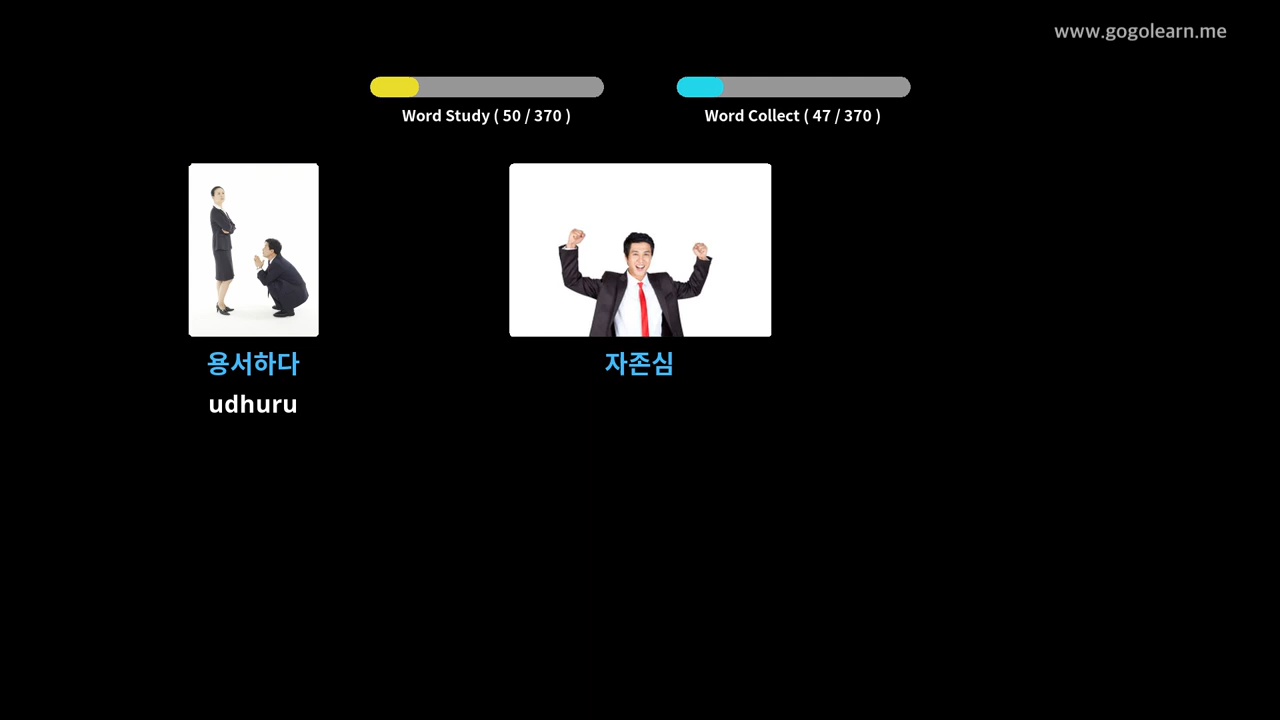 www.gogolearn.me
Word Study ( 50 / 370 )
Word Collect ( 47 / 370 )
용서하다
자존심
udhuru